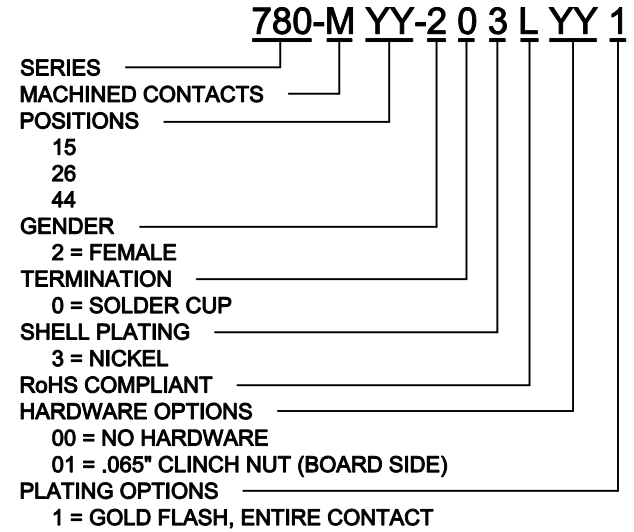 780-M YY-2 0 3 L YY 1
SERIES
MACHINED CONTACTS
POSITIONS
15
26
44
GENDER
2 = FEMALE
TERMINATION
0 = SOLDER CUP
SHELL PLATING
3 = NICKEL
RoHS COMPLIANT
HARDWARE OPTIONS
00 = NO HARDWARE
01 = .065" CLINCH NUT (BOARD SIDE)
PLATING OPTIONS
1 = GOLD FLASH, ENTIRE CONTACT